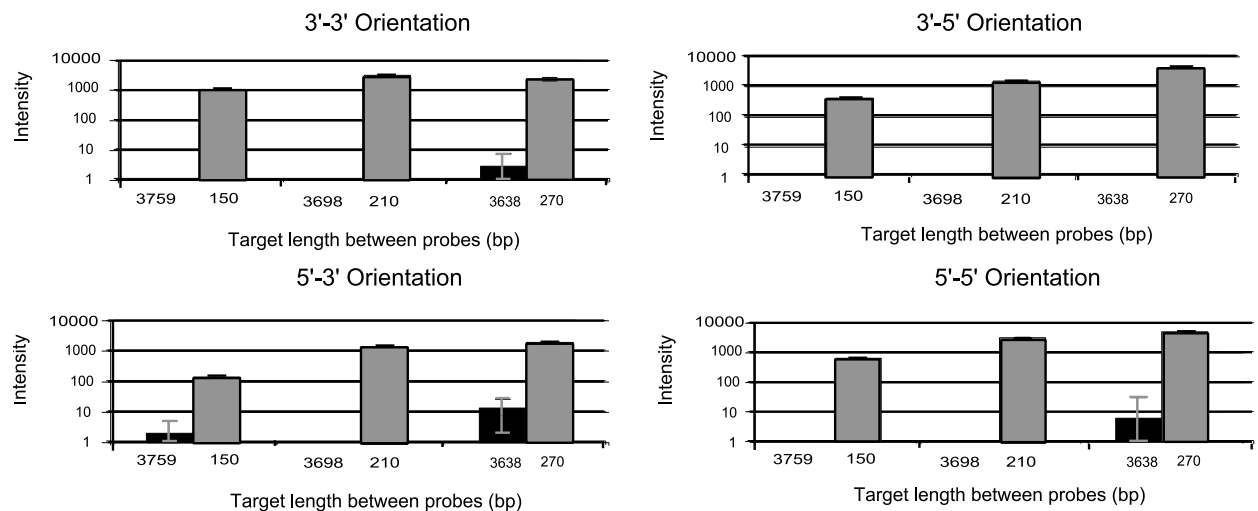 3'-3' Orientation
Intensity
10000
1000
100
10
1
3759 150 3698 210 3638 270
Target length between probes (bp)
3'-5' Orientation
Intensity
10000
1000
100
10
1
3759 150 3698 210 3638 270
Target length between probes (bp)
5'-3' Orientation
Intensity
10000
1000
100
10
1
3759 150 3698 210 3638 270
Target length between probes (bp)
5'-5' Orientation
Intensity
10000
1000
100
10
1
3759 150 3698 210 3638 270
Target length between probes (bp)